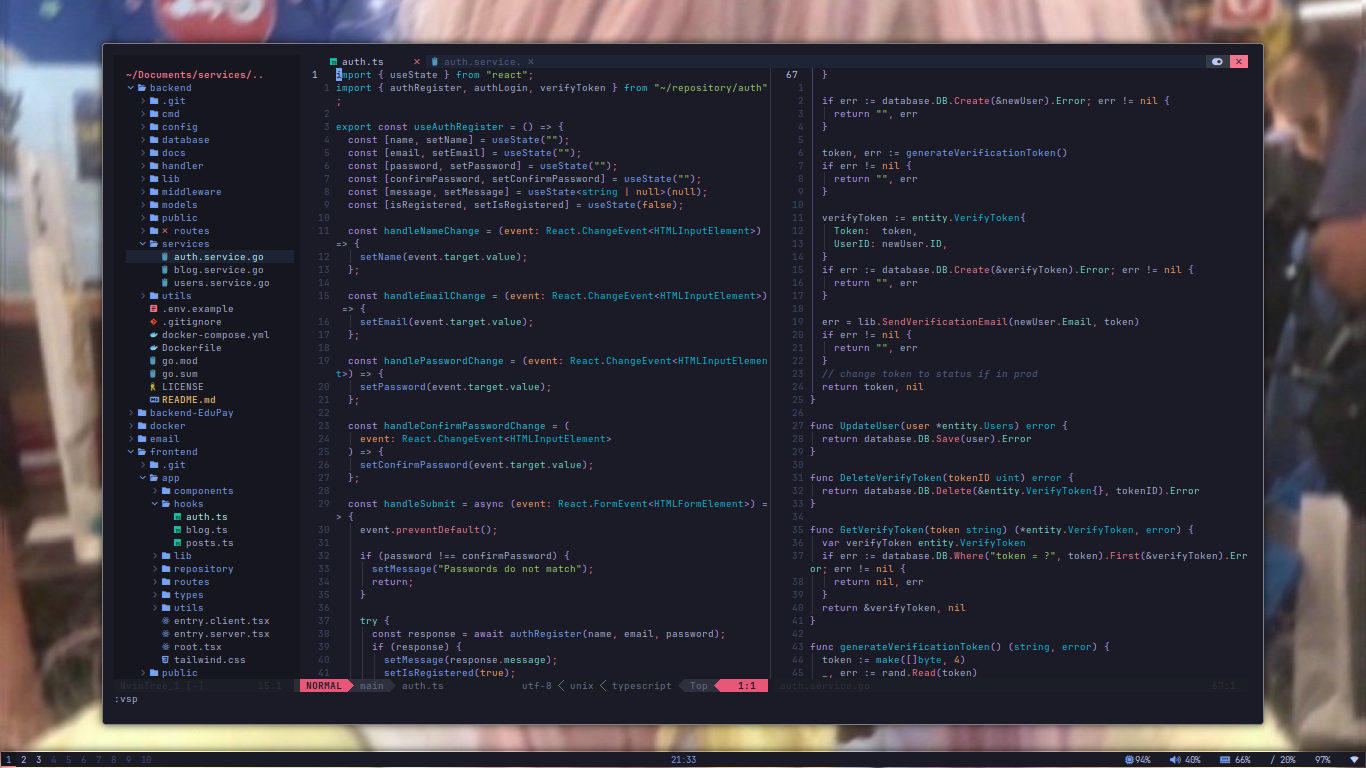 auth.ts ✕ auth.service. ✕
~/Documents/services/..
backend
.git
cmd
config
database
docs
handler
lib
middleware
models
public
✕ routes
services
auth.service.go
blog.service.go
users.service.go
utils
.env.example
.gitignore
docker-compose.yml
Dockerfile
go.mod
go.sum
LICENSE
README.md
backend-EduPay
docker
email
frontend
.git
app
components
hooks
auth.ts
blog.ts
posts.ts
lib
repository
routes
types
utils
entry.client.tsx
entry.server.tsx
root.tsx
tailwind.css
public
NvimTree_1 [-] 15:1
1 import { useState } from "react";
1 import { authRegister, authLogin, verifyToken } from "~/repository/auth"
;
2
3 export const useAuthRegister = () => {
4 const [name, setName] = useState("");
5 const [email, setEmail] = useState("");
6 const [password, setPassword] = useState("");
7 const [confirmPassword, setConfirmPassword] = useState("");
8 const [message, setMessage] = useState<string | null>(null);
9 const [isRegistered, setIsRegistered] = useState(false);
10
11 const handleNameChange = (event: React.ChangeEvent<HTMLInputElement>)
=> {
12 setName(event.target.value);
13 };
14
15 const handleEmailChange = (event: React.ChangeEvent<HTMLInputElement>)
=> {
16 setEmail(event.target.value);
17 };
18
19 const handlePasswordChange = (event: React.ChangeEvent<HTMLInputElemen
t>) => {
20 setPassword(event.target.value);
21 };
22
23 const handleConfirmPasswordChange = (
24 event: React.ChangeEvent<HTMLInputElement>
25 ) => {
26 setConfirmPassword(event.target.value);
27 };
28
29 const handleSubmit = async (event: React.FormEvent<HTMLFormElement>) =
> {
30 event.preventDefault();
31
32 if (password !== confirmPassword) {
33 setMessage("Passwords do not match");
34 return;
35 }
36
37 try {
38 const response = await authRegister(name, email, password);
39 if (response) {
40 setMessage(response.message);
41 setIsRegistered(true);
NORMAL main auth.ts utf-8 unix typescript Top 1:1
67 }
1
2 if err := database.DB.Create(&newUser).Error; err != nil {
3 return "", err
4 }
5
6 token, err := generateVerificationToken()
7 if err != nil {
8 return "", err
9 }
10
11 verifyToken := entity.VerifyToken{
12 Token: token,
13 UserID: newUser.ID,
14 }
15 if err := database.DB.Create(&verifyToken).Error; err != nil {
16 return "", err
17 }
18
19 err = lib.SendVerificationEmail(newUser.Email, token)
20 if err != nil {
21 return "", err
22 }
23 // change token to status if in prod
24 return token, nil
25 }
26
27 func UpdateUser(user *entity.Users) error {
28 return database.DB.Save(user).Error
29 }
30
31 func DeleteVerifyToken(tokenID uint) error {
32 return database.DB.Delete(&entity.VerifyToken{}, tokenID).Error
33 }
34
35 func GetVerifyToken(token string) (*entity.VerifyToken, error) {
36 var verifyToken entity.VerifyToken
37 if err := database.DB.Where("token = ?", token).First(&verifyToken).Err
or; err != nil {
38 return nil, err
39 }
40 return &verifyToken, nil
41 }
42
43 func generateVerificationToken() (string, error) {
44 token := make([]byte, 4)
45 _, err := rand.Read(token)
auth.service.go 67:1
:vsp
1 2 3 4 5 6 7 8 9 10 21:33 94% 40% 66% / 20% 97%